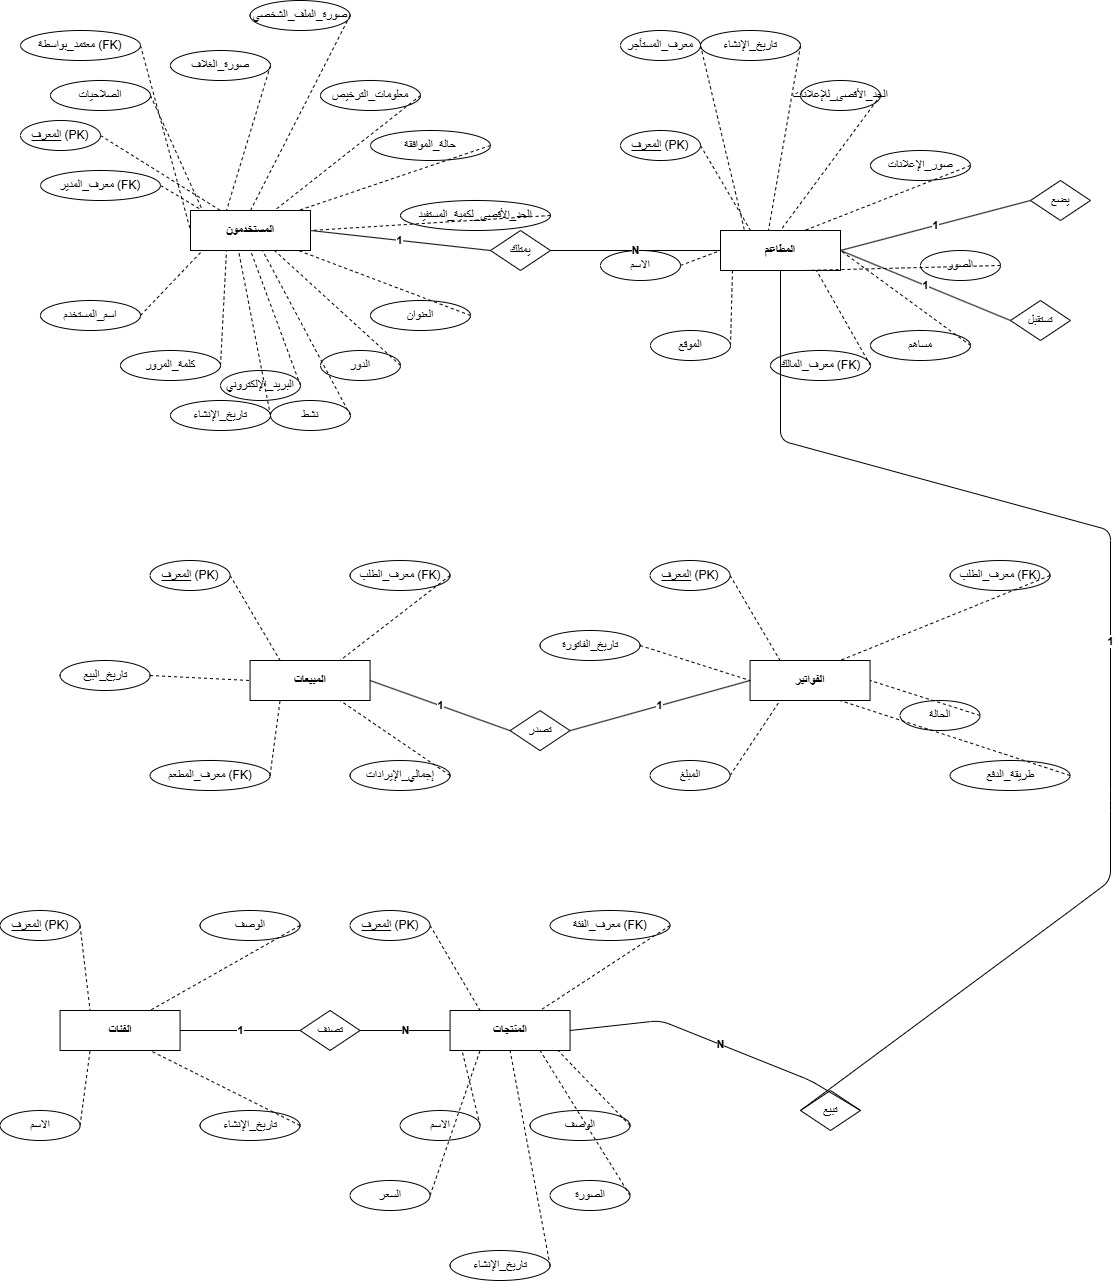 صورة_الملف_الشخصي
معتمد_بواسطة (FK)
صورة_الغلاف
الصلاحيات
معلومات_الترخيص
المعرف (PK)
حالة_الموافقة
معرف_المدير (FK)
الحد_الأقصى_لكمية_المستفيد
المستخدمون
1
يمتلك
N
اسم_المستخدم
العنوان
كلمة_المرور
البريد_الإلكتروني
الدور
تاريخ_الإنشاء
نشط
معرف_المستأجر
تاريخ_الإنشاء
الحد_الأقصى_للإعلانات
المعرف (PK)
صور_الإعلانات
يضع
1
المطاعم
الاسم
الصور
1
تستقبل
الموقع
مساهم
معرف_المالك (FK)
المعرف (PK)
معرف_الطلب (FK)
تاريخ_البيع
المبيعات
معرف_المطعم (FK)
إجمالي_الإيرادات
1
تصدر
1
المعرف (PK)
معرف_الطلب (FK)
تاريخ_الفاتورة
الفواتير
الحالة
المبلغ
طريقة_الدفع
1
المعرف (PK)
الوصف
الفئات
1
تصنف
N
الاسم
تاريخ_الإنشاء
المعرف (PK)
معرف_الفئة (FK)
المنتجات
N
تبيع
الاسم
الوصف
السعر
الصورة
تاريخ_الإنشاء